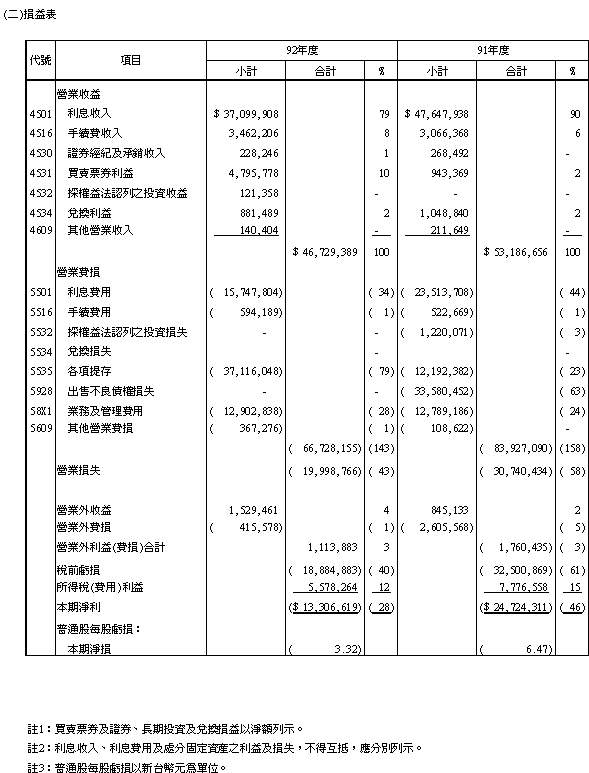 (二)損益表
代號 項目 92年度 91年度
小計 合計 % 小計 合計 %
營業收益
4501 利息收入 $ 37,099,908 79 $ 47,647,938 90
4516 手續費收入 3,462,206 8 3,066,368 6
4530 證券經紀及承銷收入 228,246 1 268,492 -
4531 買賣票券利益 4,795,778 10 943,369 2
4532 採權益法認列之投資收益 121,358 - - -
4534 兌換利益 881,489 2 1,048,840 2
4609 其他營業收入 140,404 - 211,649 -
$ 46,729,389 100 $ 53,186,656 100
營業費損
5501 利息費用 ( 15,747,804) ( 34) ( 23,513,708) ( 44)
5516 手續費用 ( 594,189) ( 1) ( 522,669) ( 1)
5532 採權益法認列之投資損失 - - ( 1,220,071) ( 3)
5534 兌換損失 - -
5535 各項提存 ( 37,116,048) ( 79) ( 12,192,382) ( 23)
5928 出售不良債權損失 - - ( 33,580,452) ( 63)
58X1 業務及管理費用 ( 12,902,838) ( 28) ( 12,789,186) ( 24)
5609 其他營業費損 ( 367,276) ( 1) ( 108,622) -
( 66,728,155) (143) ( 83,927,090) (158)
營業損失 ( 19,998,766) ( 43) ( 30,740,434) ( 58)
營業外收益 1,529,461 4 845,133 2
營業外費損 ( 415,578) ( 1) ( 2,605,568) ( 5)
營業外利益(費損)合計 1,113,883 3 ( 1,760,435) ( 3)
稅前虧損 ( 18,884,883) ( 40) ( 32,500,869) ( 61)
所得稅(費用)利益 5,578,264 12 7,776,558 15
本期淨利 ($ 13,306,619) ( 28) ($ 24,724,311) ( 46)
普通股每股虧損：
本期淨損 ( 3.32) ( 6.47)
註1：買賣票券及證券、長期投資及兌換損益以淨額列示。
註2：利息收入、利息費用及處分固定資產之利益及損失，不得互抵，應分別列示。
註3：普通股每股虧損以新台幣元為單位。